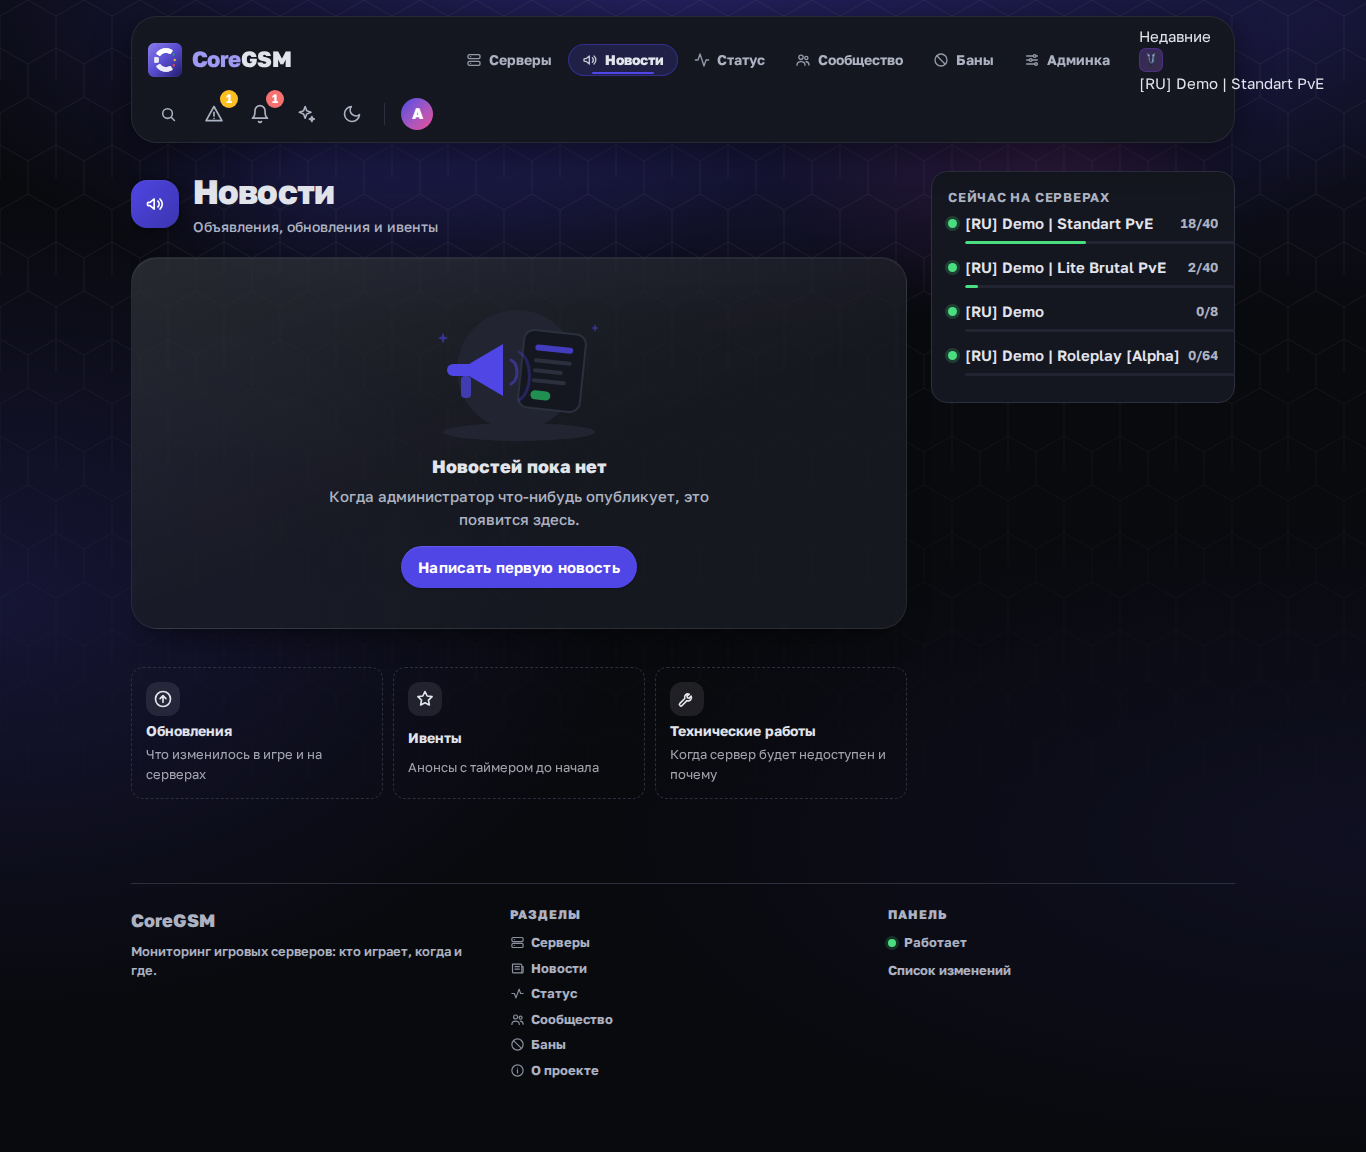 CoreGSM
Серверы
Новости
Статус
Сообщество
Баны
Админка
Недавние
[RU] Demo | Standart PvE
1
1
A
Новости
Объявления, обновления и ивенты
Новостей пока нет
Когда администратор что-нибудь опубликует, это
появится здесь.
Написать первую новость
СЕЙЧАС НА СЕРВЕРАХ
[RU] Demo | Standart PvE 18/40
[RU] Demo | Lite Brutal PvE 2/40
[RU] Demo 0/8
[RU] Demo | Roleplay [Alpha] 0/64
Обновления
Что изменилось в игре и на
серверах
Ивенты
Анонсы с таймером до начала
Технические работы
Когда сервер будет недоступен и
почему
CoreGSM
Мониторинг игровых серверов: кто играет, когда и
где.
РАЗДЕЛЫ
Серверы
Новости
Статус
Сообщество
Баны
О проекте
ПАНЕЛЬ
Работает
Список изменений